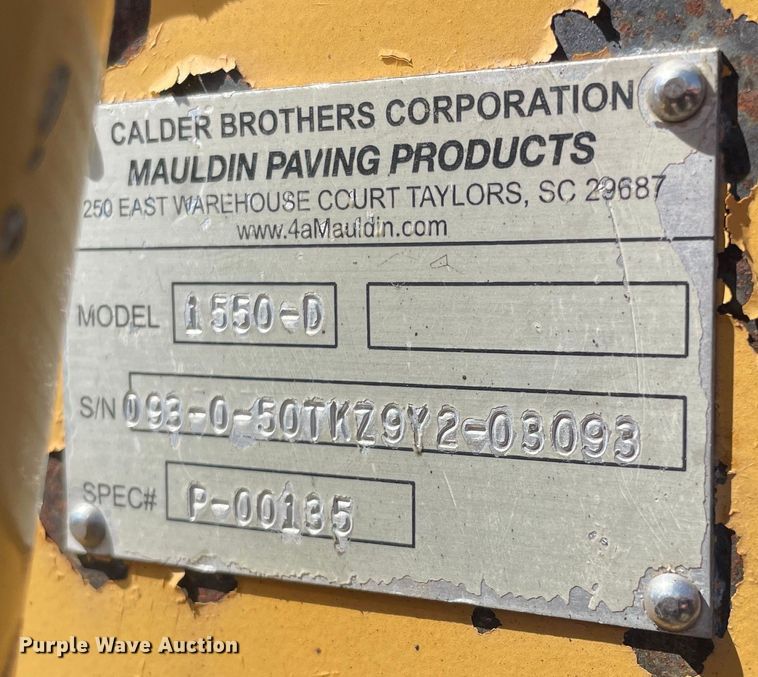 CALDER BROTHERS CORPORATION
MAULDIN PAVING PRODUCTS
250 EAST WAREHOUSE COURT TAYLORS, SC 29687
www.4aMauldin.com
MODEL 1550-D
S/N 093-0-50TKZ9Y2-03093
SPEC# P-00135
Purple Wave Auction